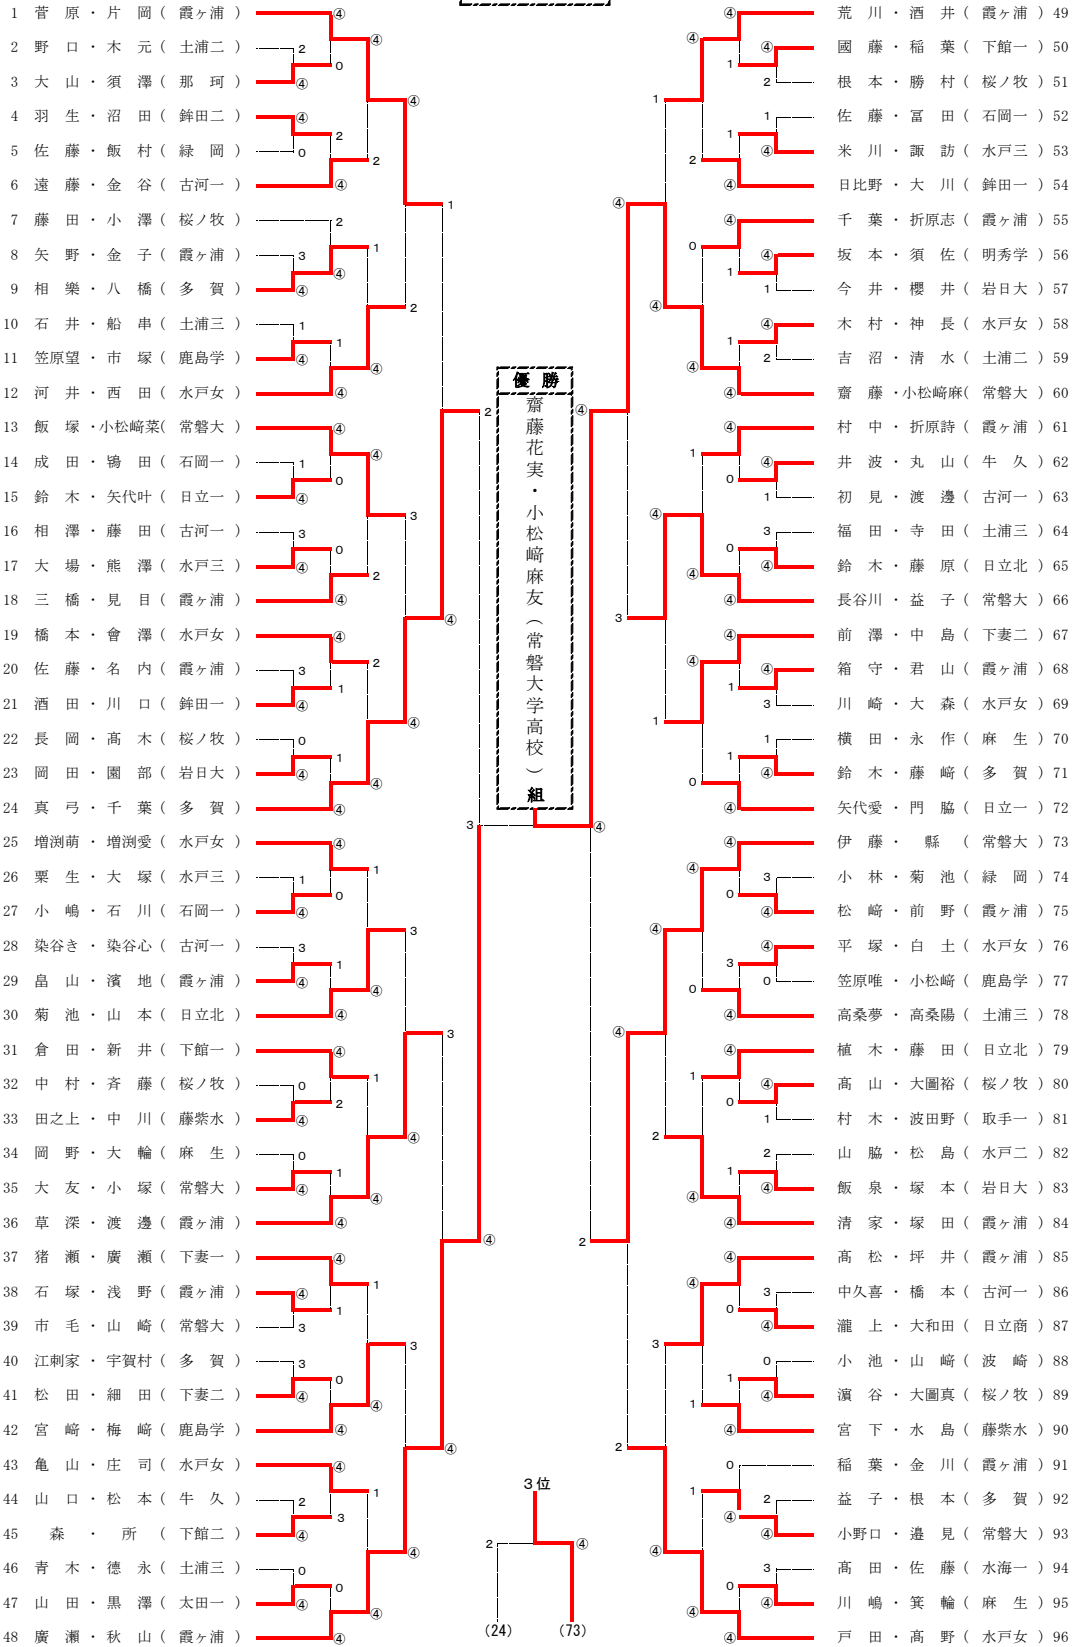 1 菅原・片岡（霞ヶ浦）
2 野口・木元（土浦二）
3 大山・須澤（那珂）
4 羽生・沼田（鉾田二）
5 佐藤・飯村（緑岡）
6 遠藤・金谷（古河一）
7 藤田・小澤（桜ノ牧）
8 矢野・金子（霞ヶ浦）
9 相樂・八橋（多賀）
10 石井・船串（土浦三）
11 笠原望・市塚（鹿島学）
12 河井・西田（水戸女）
13 飯塚・小松﨑菜（常磐大）
14 成田・鴇田（石岡一）
15 鈴木・矢代叶（日立一）
16 相澤・藤田（古河一）
17 大場・熊澤（水戸三）
18 三橋・見目（霞ヶ浦）
19 橋本・會澤（水戸女）
20 佐藤・名内（霞ヶ浦）
21 酒田・川口（鉾田一）
22 長岡・髙木（桜ノ牧）
23 岡田・園部（岩日大）
24 真弓・千葉（多賀）
25 増渕萌・増渕愛（水戸女）
26 栗生・大塚（水戸三）
27 小嶋・石川（石岡一）
28 染谷き・染谷心（古河一）
29 畠山・濱地（霞ヶ浦）
30 菊池・山本（日立北）
31 倉田・新井（下館一）
32 中村・斉藤（桜ノ牧）
33 田之上・中川（藤紫水）
34 岡野・大輪（麻生）
35 大友・小塚（常磐大）
36 草深・渡邊（霞ヶ浦）
37 猪瀬・廣瀬（下妻一）
38 石塚・浅野（霞ヶ浦）
39 市毛・山﨑（常磐大）
40 江刺家・宇賀村（多賀）
41 松田・細田（下妻二）
42 宮﨑・梅﨑（鹿島学）
43 亀山・庄司（水戸女）
44 山口・松本（牛久）
45 森・所（下館二）
46 青木・德永（土浦三）
47 山田・黒澤（太田一）
48 廣瀬・秋山（霞ヶ浦）
優勝
齋藤花実・小松﨑麻友（常磐大学高校）
組
3位
2 ④
(24) (73)
荒川・酒井（霞ヶ浦）49
國藤・稲葉（下館一）50
根本・勝村（桜ノ牧）51
佐藤・冨田（石岡一）52
米川・諏訪（水戸三）53
日比野・大川（鉾田一）54
千葉・折原志（霞ヶ浦）55
坂本・須佐（明秀学）56
今井・櫻井（岩日大）57
木村・神長（水戸女）58
吉沼・清水（土浦二）59
齋藤・小松﨑麻（常磐大）60
村中・折原詩（霞ヶ浦）61
井波・丸山（牛久）62
初見・渡邊（古河一）63
福田・寺田（土浦三）64
鈴木・藤原（日立北）65
長谷川・益子（常磐大）66
前澤・中島（下妻二）67
箱守・君山（霞ヶ浦）68
川崎・大森（水戸女）69
横田・永作（麻生）70
鈴木・藤﨑（多賀）71
矢代愛・門脇（日立一）72
伊藤・縣（常磐大）73
小林・菊池（緑岡）74
松﨑・前野（霞ヶ浦）75
平塚・白土（水戸女）76
笠原唯・小松﨑（鹿島学）77
高桑夢・高桑陽（土浦三）78
植木・藤田（日立北）79
髙山・大圖裕（桜ノ牧）80
村木・波田野（取手一）81
山脇・松島（水戸二）82
飯泉・塚本（岩日大）83
清家・塚田（霞ヶ浦）84
髙松・坪井（霞ヶ浦）85
中久喜・橋本（古河一）86
瀧上・大和田（日立商）87
小池・山﨑（波崎）88
濵谷・大圖真（桜ノ牧）89
宮下・水島（藤紫水）90
稲葉・金川（霞ヶ浦）91
益子・根本（多賀）92
小野口・邉見（常磐大）93
髙田・佐藤（水海一）94
川嶋・箕輪（麻生）95
戸田・髙野（水戸女）96